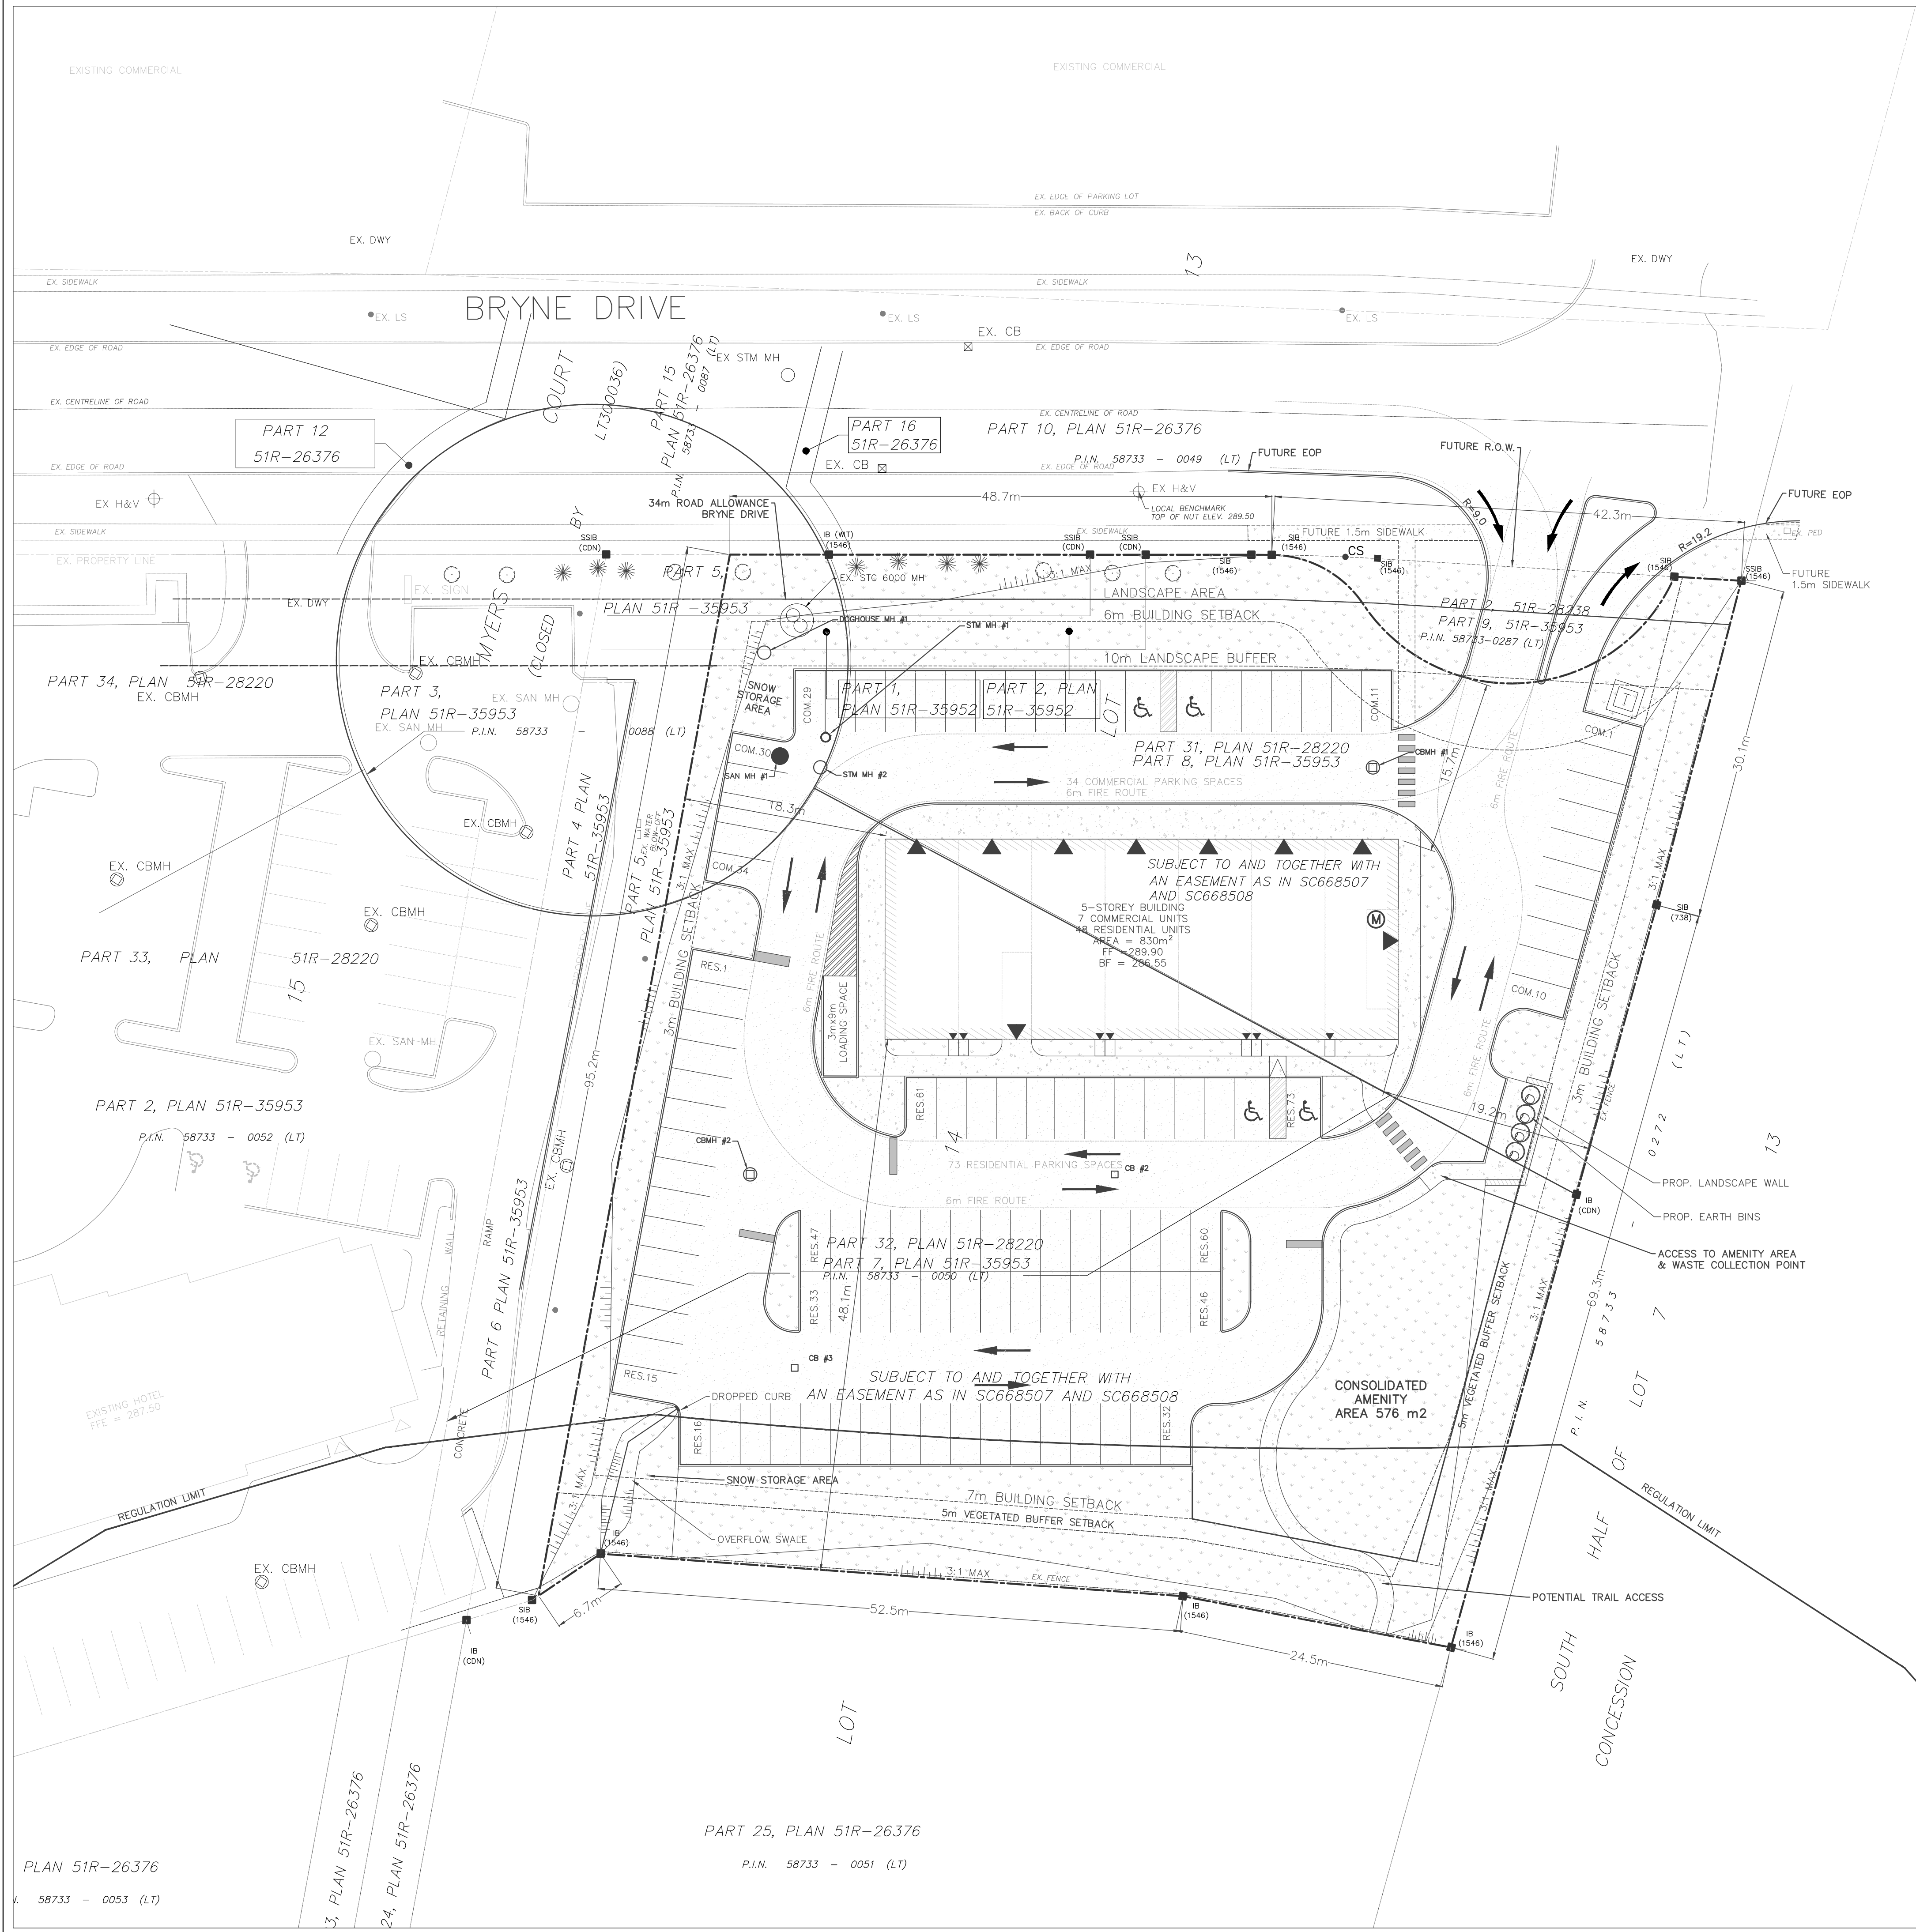 EXISTING COMMERCIAL
EXISTING COMMERCIAL
EX. EDGE OF PARKING LOT
EX. BACK OF CURB
EX. DWY
13
EX. DWY
EX. SIDEWALK
EX. SIDEWALK
BRYNE DRIVE
EX. LS
EX. LS
EX. LS
EX. CB
EX. EDGE OF ROAD
EX. EDGE OF ROAD
EX STM MH
COURT
LT300036)
PART 15
PLAN 51R-26376
P.I.N. 58733 - 0087 (LT)
EX. CENTRELINE OF ROAD
EX. CENTRELINE OF ROAD
PART 12
51R-26376
PART 16
51R-26376
PART 10, PLAN 51R-26376
P.I.N. 58733 - 0049 (LT)
FUTURE EOP
FUTURE R.O.W.
EX. EDGE OF ROAD
EX. EDGE OF ROAD
EX. CB
EX H&V
EX H&V
34m ROAD ALLOWANCE
BRYNE DRIVE
48.7m
LOCAL BENCHMARK
TOP OF NUT ELEV. 289.50
R=9.0
42.3m
FUTURE EOP
EX. SIDEWALK
EX. SIDEWALK
FUTURE 1.5m SIDEWALK
R=19.2
EX. PED
BY
SSIB
(CDN)
IB (WIT)
(1546)
SSIB
(CDN)
SSIB
(CDN)
SIB
(1546)
SIB
(1546)
CS
SIB
(1546)
SIB
(1546)
SSIB
(1546)
FUTURE
1.5m SIDEWALK
EX. PROPERTY LINE
EX. SIGN
EX. DWY
PART 5,
PLAN 51R -35953
EX. STC 6000 MH
3:1 MAX
LANDSCAPE AREA
6m BUILDING SETBACK
10m LANDSCAPE BUFFER
PART 2, 51R-28238
PART 9, 51R-35953
P.I.N. 58733-0287 (LT)
MYERS
(CLOSED
DOGHOUSE MH #1
STM MH #1
EX. CBMH
PART 34, PLAN 51R-28220
EX. CBMH
PART 3,
PLAN 51R-35953
P.I.N. 58733 - 0088 (LT)
EX. SAN MH
EX. SAN MH
SNOW
STORAGE
AREA
COM.29
PART 1,
PLAN 51R-35952
PART 2, PLAN
51R-35952
LOT
COM.11
COM.1
T
COM.30
SAN MH #1
STM MH #2
PART 31, PLAN 51R-28220
PART 8, PLAN 51R-35953
CBMH #1
34 COMMERCIAL PARKING SPACES
6m FIRE ROUTE
15.7m
6m FIRE ROUTE
30.1m
18.3m
PART 4 PLAN
51R-35953
PART 5,
PLAN 51R-35953
EX. WATER
BLOW-OFF
3:1 MAX
COM.34
EX. CBMH
EX. CBMH
EX. CBMH
SUBJECT TO AND TOGETHER WITH
AN EASEMENT AS IN SC668507
AND SC668508
5-STOREY BUILDING
7 COMMERCIAL UNITS
48 RESIDENTIAL UNITS
AREA = 830m²
FF =289.90
BF = 286.55
M
3:1 MAX
SIB
(738)
PART 33, PLAN 51R-28220
15
3m BUILDING SETBACK
RES.1
6m FIRE ROUTE
3mx9m
LOADING SPACE
COM.10
3m BUILDING SETBACK
6m FIRE ROUTE
EX. SAN MH
95.2m
PART 2, PLAN 51R-35953
P.I.N. 58733 - 0052 (LT)
RES.61
RES.73
19.2m
EX. FENCE
(LT)
0272
13
14
CBMH #2
73 RESIDENTIAL PARKING SPACES
CB #2
6m FIRE ROUTE
EX. CBMH
PROP. LANDSCAPE WALL
PROP. EARTH BINS
ACCESS TO AMENITY AREA
& WASTE COLLECTION POINT
IB
(CDN)
RES.47
RES.60
PART 32, PLAN 51R-28220
PART 7, PLAN 51R-35953
P.I.N. 58733 - 0050 (LT)
RES.33
RES.46
48.1m
RAMP
WALL
RETAINING
CONCRETE
PART 6 PLAN 51R-35953
5m VEGETATED BUFFER SETBACK
3:1 MAX
69.3m
P.I.N. 58733 -
LOT 7
EXISTING HOTEL
FFE = 287.50
CB #3
RES.15
DROPPED CURB
SUBJECT TO AND TOGETHER WITH
AN EASEMENT AS IN SC668507 AND SC668508
CONSOLIDATED
AMENITY
AREA 576 m2
RES.16
RES.32
REGULATION LIMIT
REGULATION LIMIT
3:1 MAX
SNOW STORAGE AREA
7m BUILDING SETBACK
5m VEGETATED BUFFER SETBACK
3:1 MAX
OVERFLOW SWALE
IB
(1546)
EX. CBMH
3:1 MAX
EX. FENCE
POTENTIAL TRAIL ACCESS
SIB
(1546)
6.7m
52.5m
IB
(1546)
24.5m
IB
(1546)
IB
(CDN)
SOUTH HALF OF
CONCESSION
LOT
PART 25, PLAN 51R-26376
P.I.N. 58733 - 0051 (LT)
PLAN 51R-26376
58733 - 0053 (LT)
3, PLAN 51R-26376
24, PLAN 51R-26376